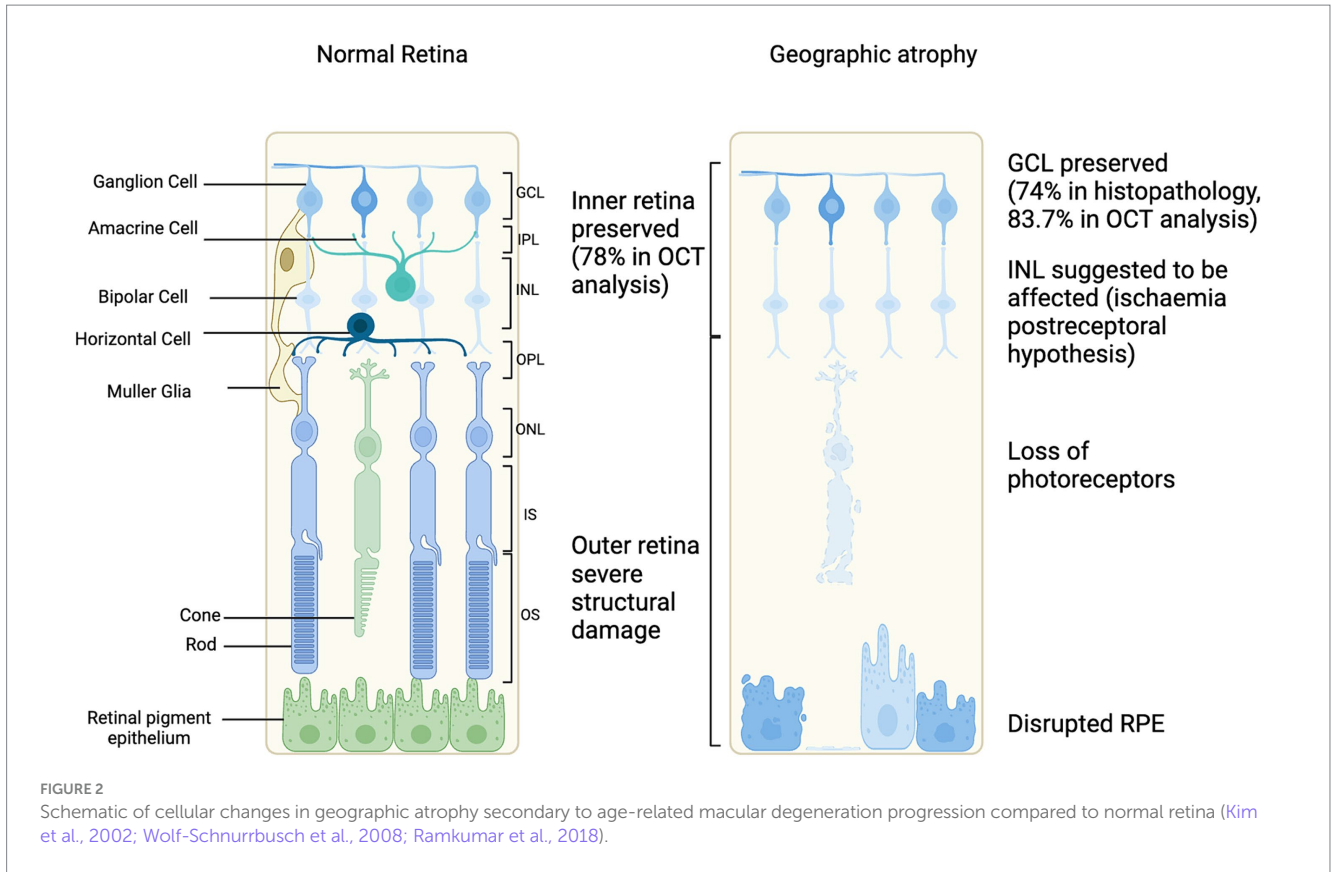 Normal Retina
Geographic atrophy
Ganglion Cell
Amacrine Cell
Bipolar Cell
Horizontal Cell
Muller Glia
Cone
Rod
Retinal pigment
epithelium
GCL
IPL
INL
OPL
ONL
IS
OS
Inner retina
preserved
(78% in OCT
analysis)
Outer retina
severe
structural
damage
GCL preserved
(74% in histopathology,
83.7% in OCT analysis)
INL suggested to be
affected (ischaemia
postreceptoral
hypothesis)
Loss of
photoreceptors
Disrupted RPE
FIGURE 2
Schematic of cellular changes in geographic atrophy secondary to age-related macular degeneration progression compared to normal retina (Kim
et al., 2002; Wolf-Schnurrbusch et al., 2008; Ramkumar et al., 2018).